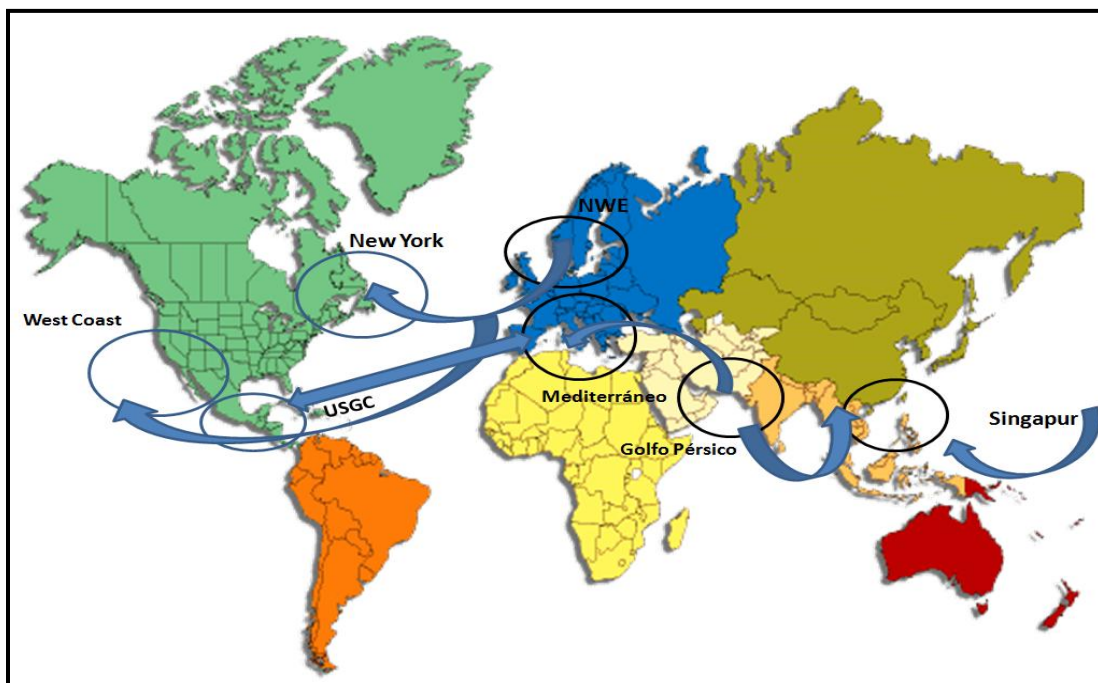 NWE
New York
West Coast
USGC
Mediterráneo
Singapur
Golfo Pérsico